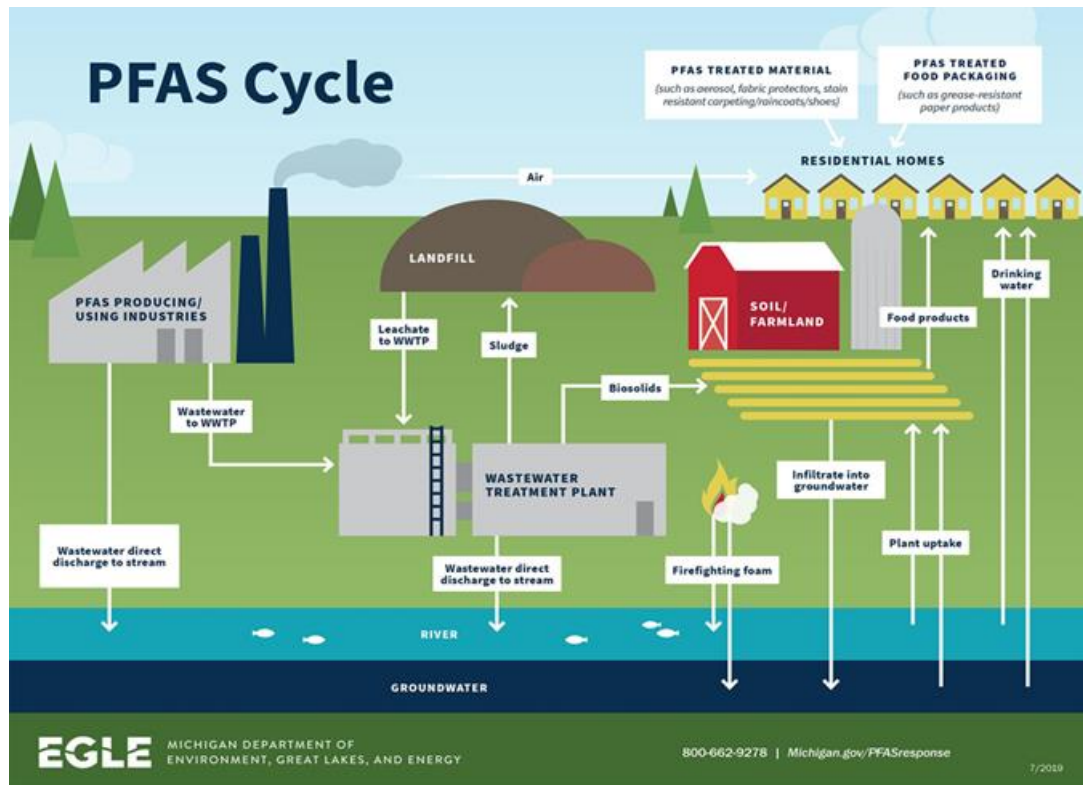 PFAS Cycle
PFAS TREATED MATERIAL
(such as aerosol, fabric protectors, stain
resistant carpeting/raincoats/shoes)
PFAS TREATED
FOOD PACKAGING
(such as grease-resistant
paper products)
RESIDENTIAL HOMES
Air
LANDFILL
PFAS PRODUCING/
USING INDUSTRIES
SOIL/
FARMLAND
Drinking
water
Food products
Leachate
to WWTP
Sludge
Biosolids
Wastewater
to WWTP
WASTEWATER
TREATMENT PLANT
Infiltrate into
groundwater
Plant uptake
Wastewater direct
discharge to stream
Wastewater direct
discharge to stream
Firefighting foam
RIVER
GROUNDWATER
EGLE
MICHIGAN DEPARTMENT OF
ENVIRONMENT, GREAT LAKES, AND ENERGY
800-662-9278 | Michigan.gov/PFASresponse
7/2019